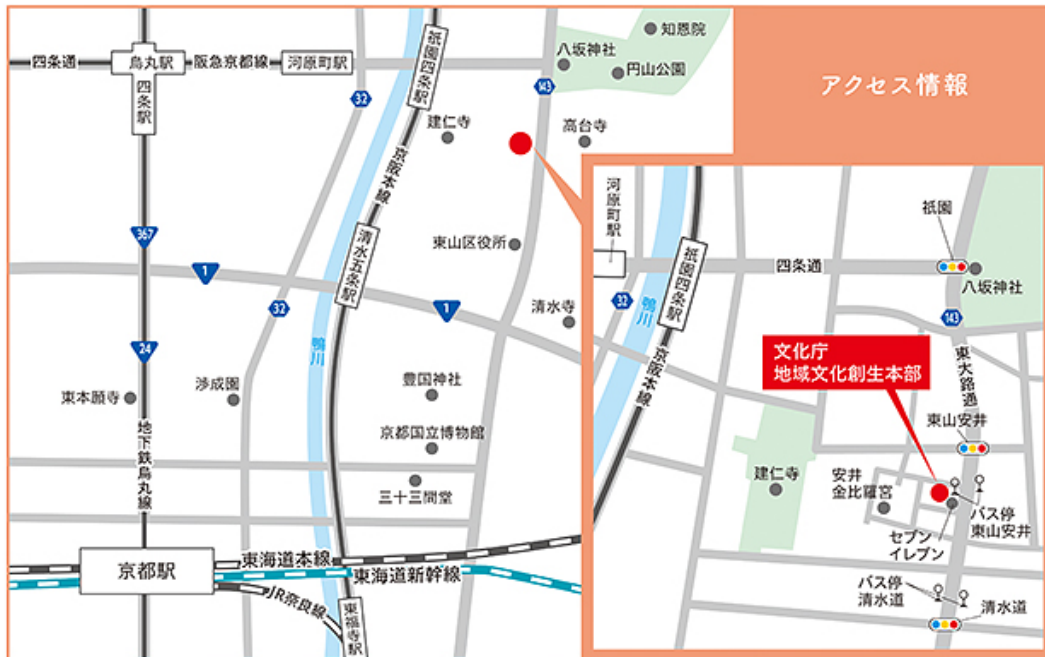 アクセス情報
知恩院
八坂神社
円山公園
四条通
烏丸駅
阪急京都線
河原町駅
四条駅
祇園四条駅
32
143
建仁寺
高台寺
京阪本線
367
東山区役所
清水五条駅
1
32
1
清水寺
鴨川
24
東本願寺
渉成園
豊国神社
地下鉄烏丸線
京都国立博物館
三十三間堂
京都駅
東海道本線
東海道新幹線
JR奈良線
東福寺駅
河原町駅
祇園
四条通
祇園四条駅
八坂神社
32
鴨川
143
京阪本線
東大路通
文化庁
地域文化創生本部
東山安井
建仁寺
安井
金比羅宮
バス停
東山安井
セブン
イレブン
バス停
清水道
清水道